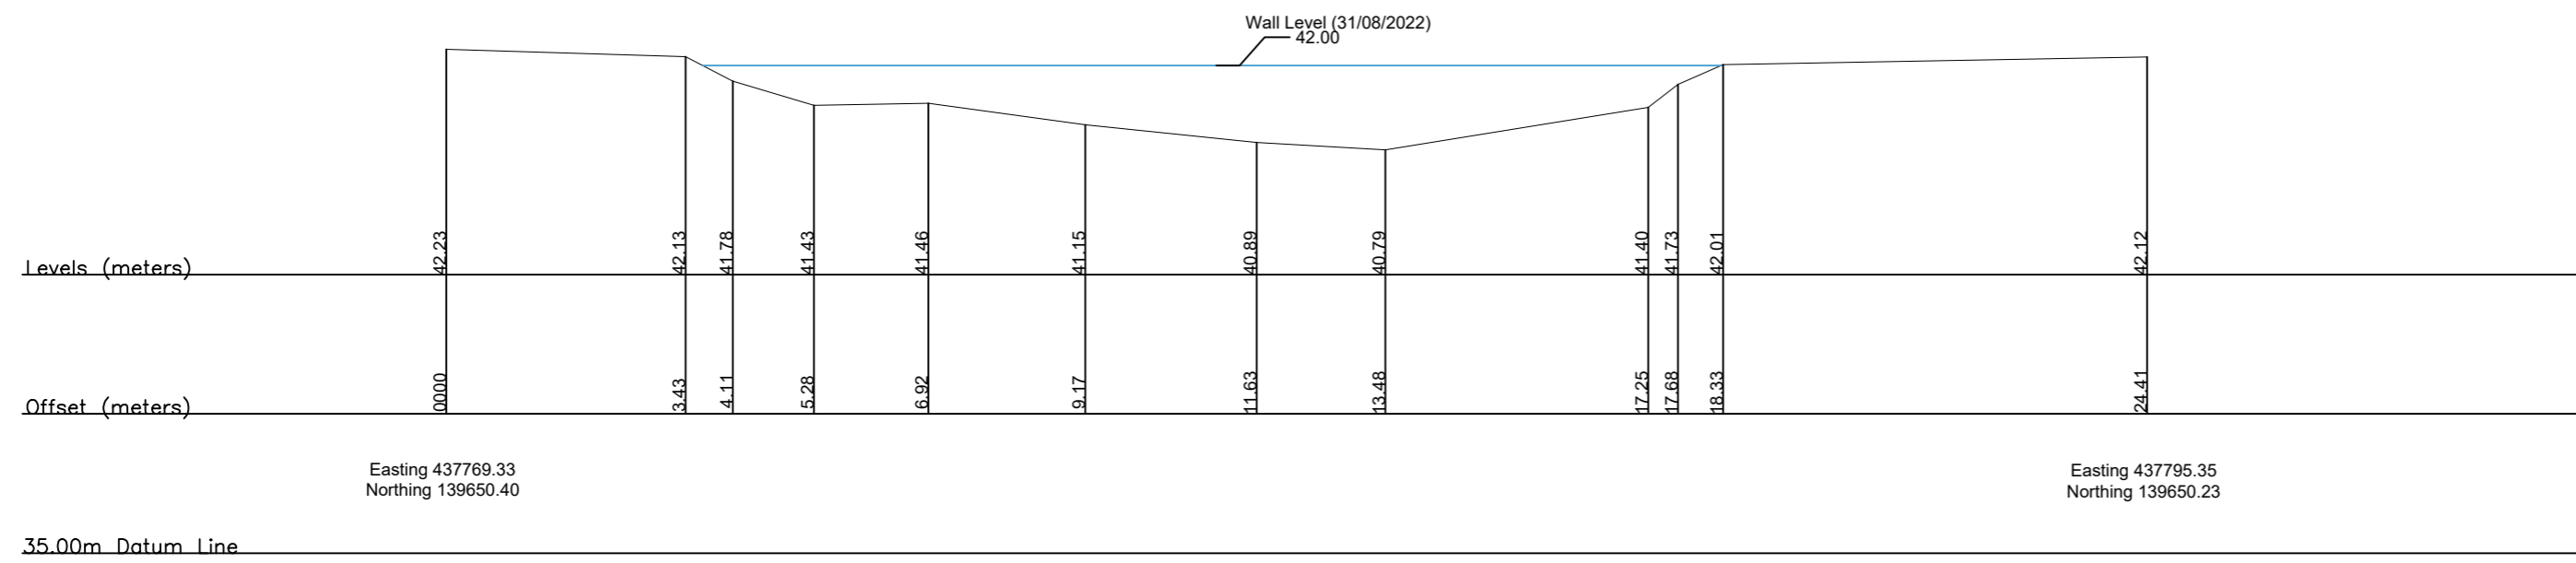 Wall Level (31/08/2022)
42.00
Levels (meters)
42.23 42.13 41.78 41.43 41.46 41.15 40.89 40.79 41.40 41.73 42.01 42.12
Offset (meters)
0000 3.43 4.11 5.28 6.92 9.17 11.63 13.48 17.25 17.68 18.33 24.41
Easting 437769.33
Northing 139650.40
Easting 437795.35
Northing 139650.23
35.00m Datum Line